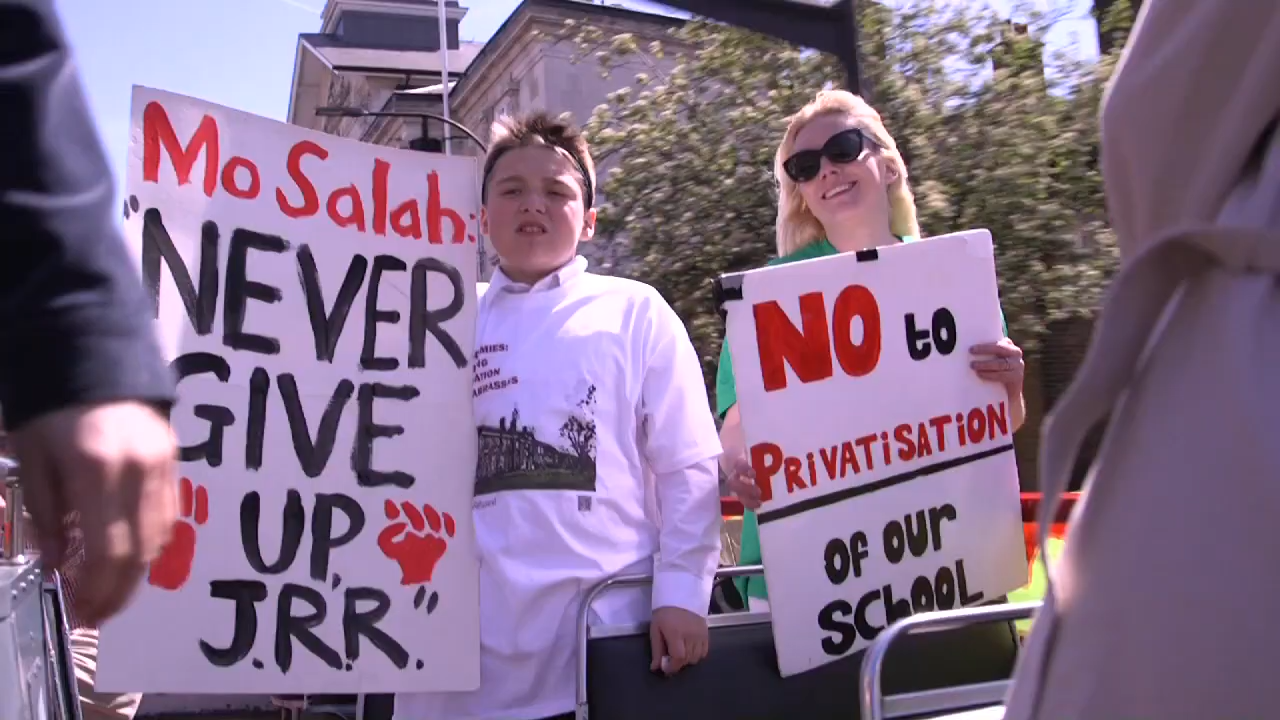 Mo Salah:
"NEVER
GIVE
UP,
J.R.R."
NO to
PRiVATiSATiON
OF OUR
SCHOOL